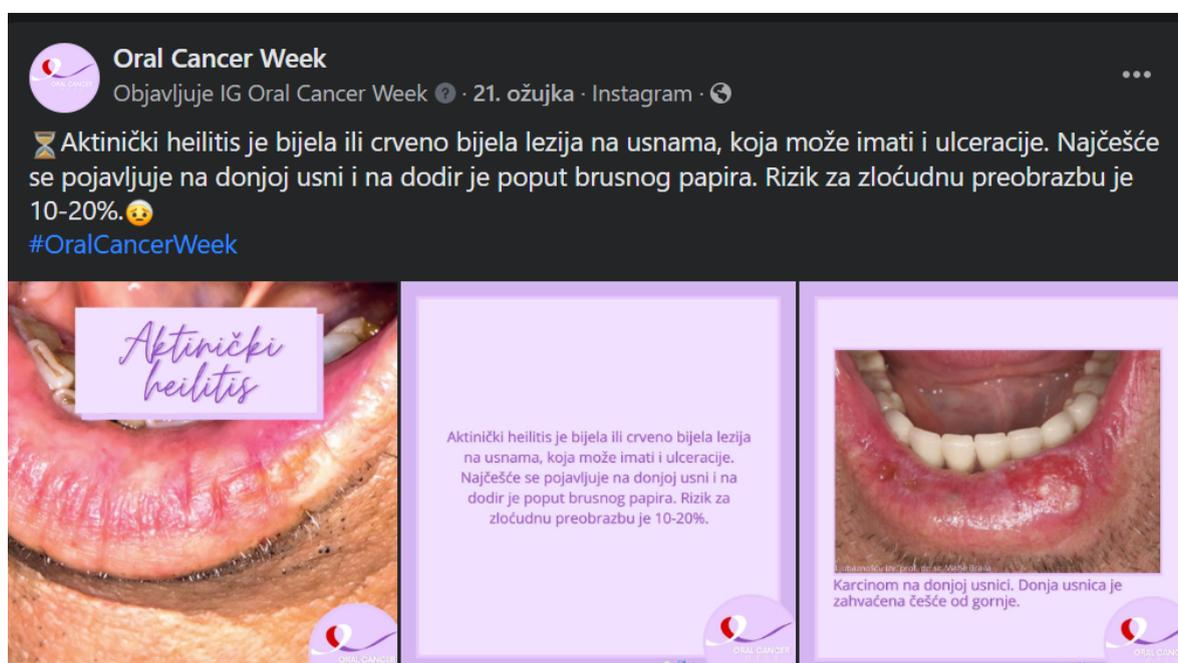 Oral Cancer Week
Objavljuje IG Oral Cancer Week · 21. ožujka · Instagram ·
⏳Aktinički heilitis je bijela ili crveno bijela lezija na usnama, koja može imati i ulceracije. Najčešće
se pojavljuje na donjoj usni i na dodir je poput brusnog papira. Rizik za zloćudnu preobrazbu je
10-20%.🤕
#OralCancerWeek
Aktinički
heilitis
Aktinički heilitis je bijela ili crveno bijela lezija
na usnama, koja može imati i ulceracije.
Najčešće se pojavljuje na donjoj usni i na
dodir je poput brusnog papira. Rizik za
zloćudnu preobrazbu je 10-20%.
Karcinom na donjoj usnici. Donja usnica je
zahvaćena češće od gornje.
ORAL CANCER
ORAL CANCER